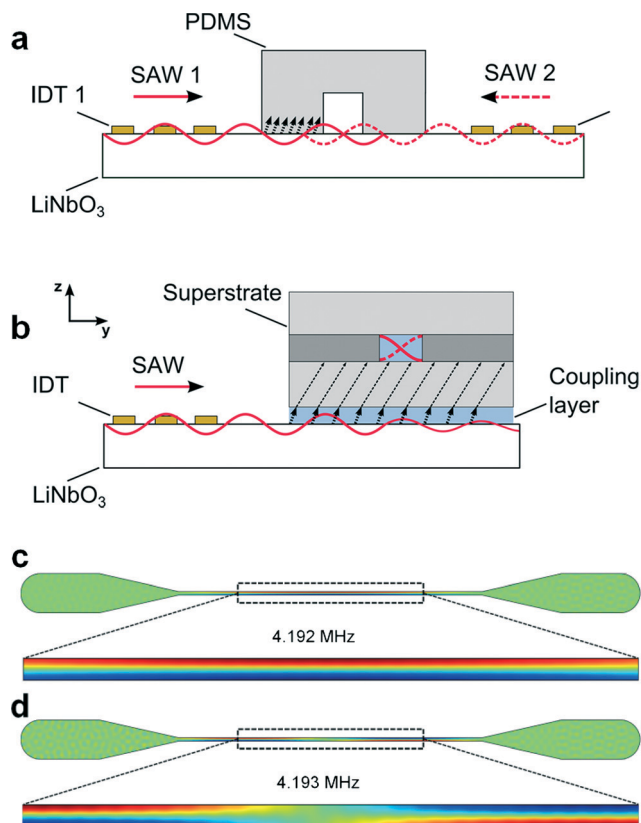 a
PDMS
IDT 1
SAW 1
SAW 2
LiNbO₃
b
z
y
Superstrate
SAW
IDT
Coupling
layer
LiNbO₃
c
4.192 MHz
d
4.193 MHz